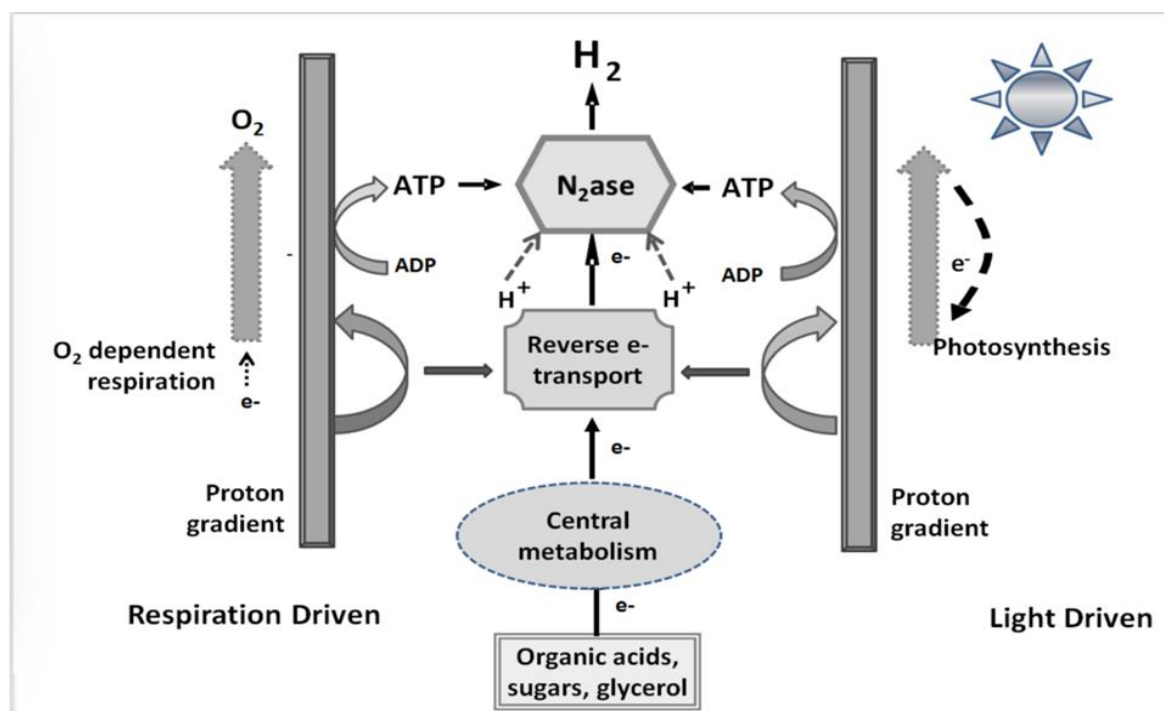 H₂
O₂
ATP
N₂ase
ATP
ADP
e-
ADP
e-
H⁺
H⁺
O₂ dependent
respiration
e-
Reverse e-
transport
Photosynthesis
e-
Proton
gradient
Central
metabolism
Proton
gradient
Respiration Driven
e-
Light Driven
Organic acids,
sugars, glycerol